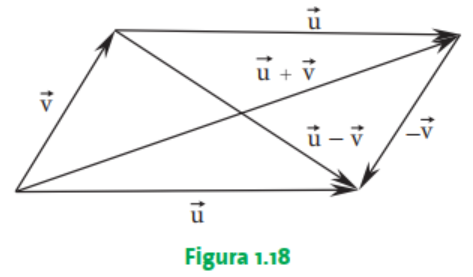 u⃗
u⃗ + v⃗
v⃗
u⃗ − v⃗
−v⃗
u⃗
Figura 1.18